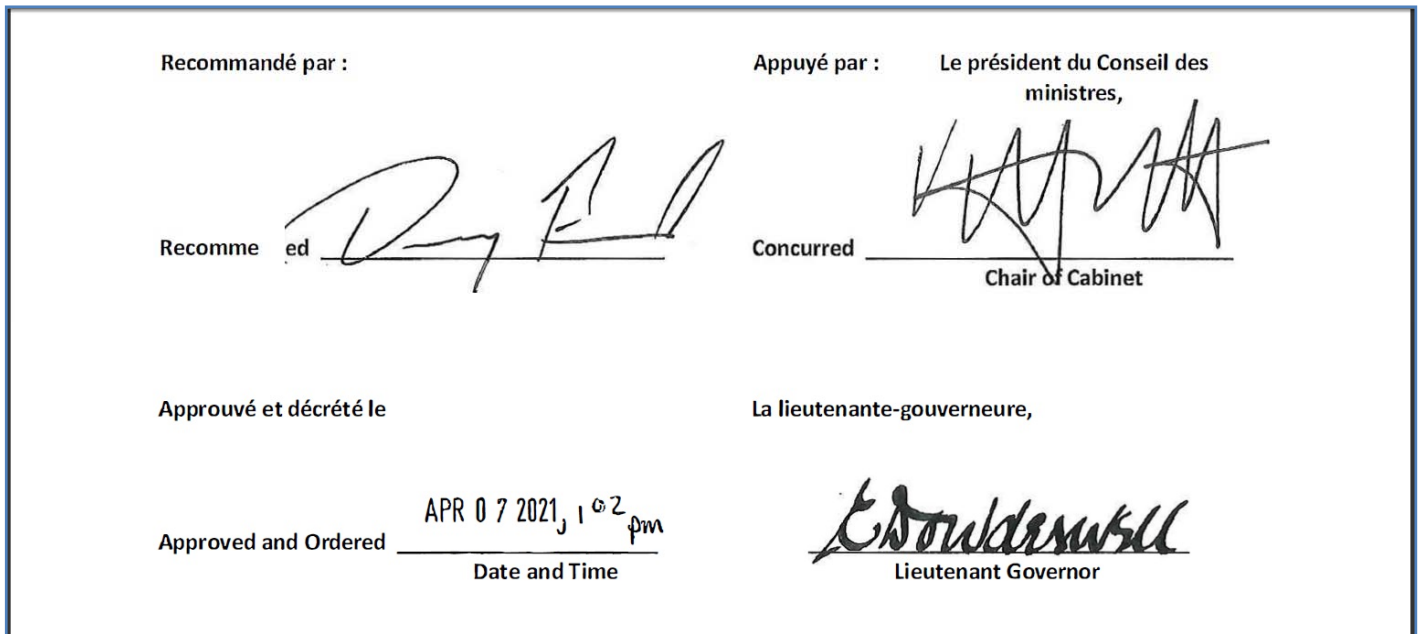 Recommandé par :
Appuyé par : Le président du Conseil des
ministres,
Recomme ed
Concurred
Chair of Cabinet
Approuvé et décrété le
La lieutenante-gouverneure,
APR 0 7 2021, 1 02 pm
Approved and Ordered
Date and Time
E Dowdeswell
Lieutenant Governor